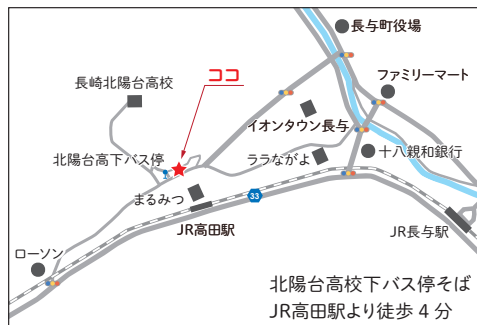 長与町役場
ココ
ファミリーマート
長崎北陽台高校
イオンタウン長与
北陽台高下バス停
ララながよ
十八親和銀行
まるみつ
33
JR高田駅
JR長与駅
ローソン
北陽台高校下バス停そば
JR高田駅より徒歩4分